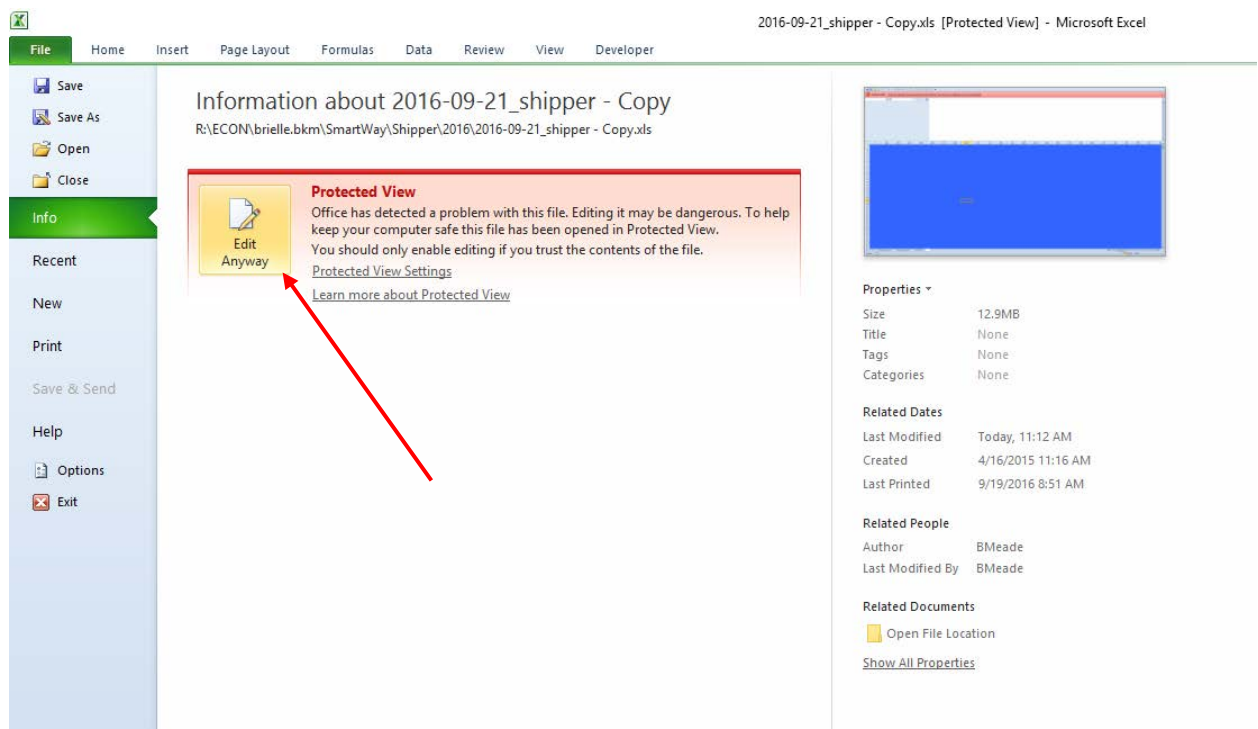 2016-09-21_shipper - Copy.xls [Protected View] - Microsoft Excel
File Home Insert Page Layout Formulas Data Review View Developer
Save
Save As
Open
Close
Info
Recent
New
Print
Save & Send
Help
Options
Exit
Information about 2016-09-21_shipper - Copy
R:\ECON\brielle.bkm\SmartWay\Shipper\2016\2016-09-21_shipper - Copy.xls
Edit
Anyway
Protected View
Office has detected a problem with this file. Editing it may be dangerous. To help
keep your computer safe this file has been opened in Protected View.
You should only enable editing if you trust the contents of the file.
Protected View Settings
Learn more about Protected View
Properties
Size 12.9MB
Title None
Tags None
Categories None
Related Dates
Last Modified Today, 11:12 AM
Created 4/16/2015 11:16 AM
Last Printed 9/19/2016 8:51 AM
Related People
Author BMeade
Last Modified By BMeade
Related Documents
Open File Location
Show All Properties